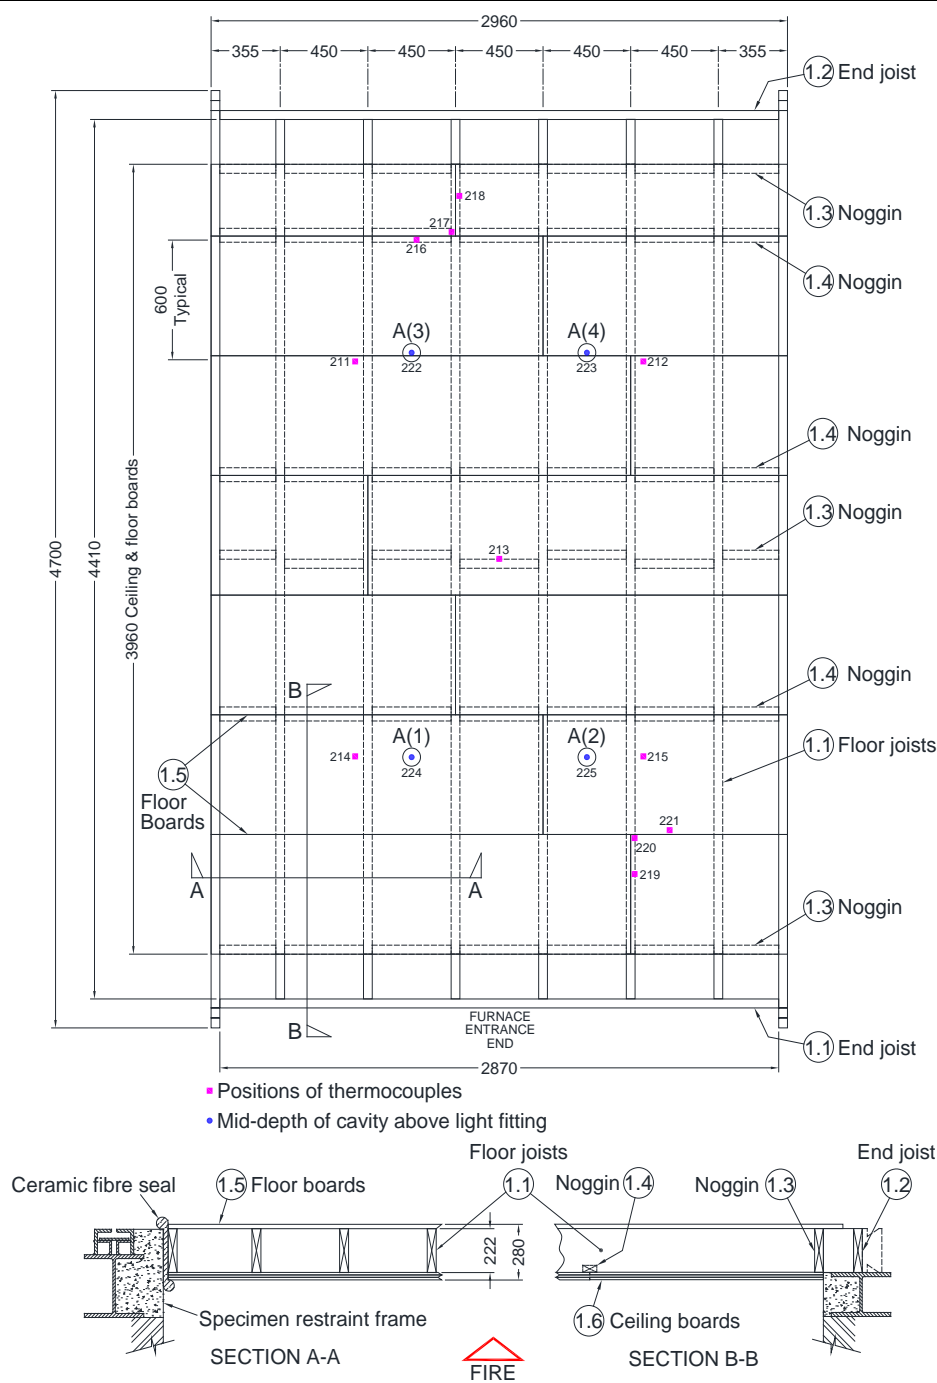 2960
355 450 450 450 450 450 355
1.2 End joist
218
1.3 Noggin
217
216
1.4 Noggin
600
Typical
A(3) A(4)
211 222 223 212
1.4 Noggin
3960 Ceiling & floor boards
1.3 Noggin
4700
4410
213
1.4 Noggin
B
A(1) A(2)
1.1 Floor joists
214 224 225 215
1.5
Floor
Boards
221
220
219
A A
1.3 Noggin
B
FURNACE
ENTRANCE
END
1.1 End joist
2870
Positions of thermocouples
Mid-depth of cavity above light fitting
Floor joists
End joist
Ceramic fibre seal
1.5 Floor boards
1.1
Noggin 1.4
Noggin 1.3
1.2
222
280
Specimen restraint frame
1.6 Ceiling boards
SECTION A-A
FIRE
SECTION B-B